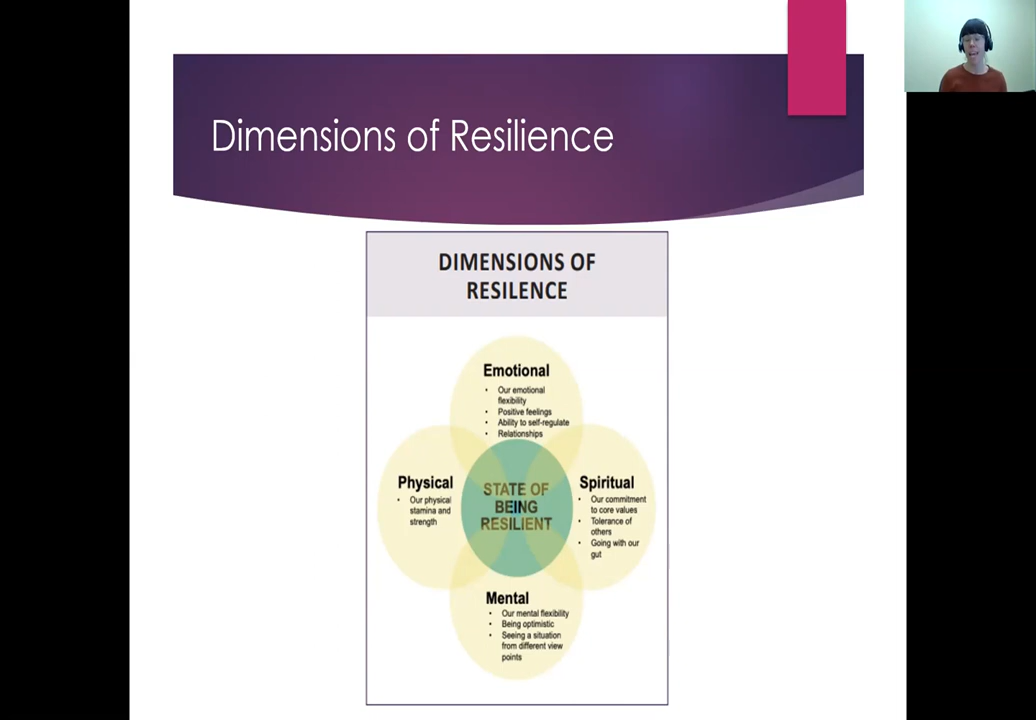 Dimensions of Resilience
DIMENSIONS OF
RESILENCE
Emotional
• Our emotional
flexibility
• Positive feelings
• Ability to self-regulate
• Relationships
Physical
• Our physical
stamina and
strength
STATE OF
BEING
RESILIENT
Spiritual
• Our commitment
to core values
• Tolerance of
others
• Going with our
gut
Mental
• Our mental flexibility
• Being optimistic
• Seeing a situation
from different view
points